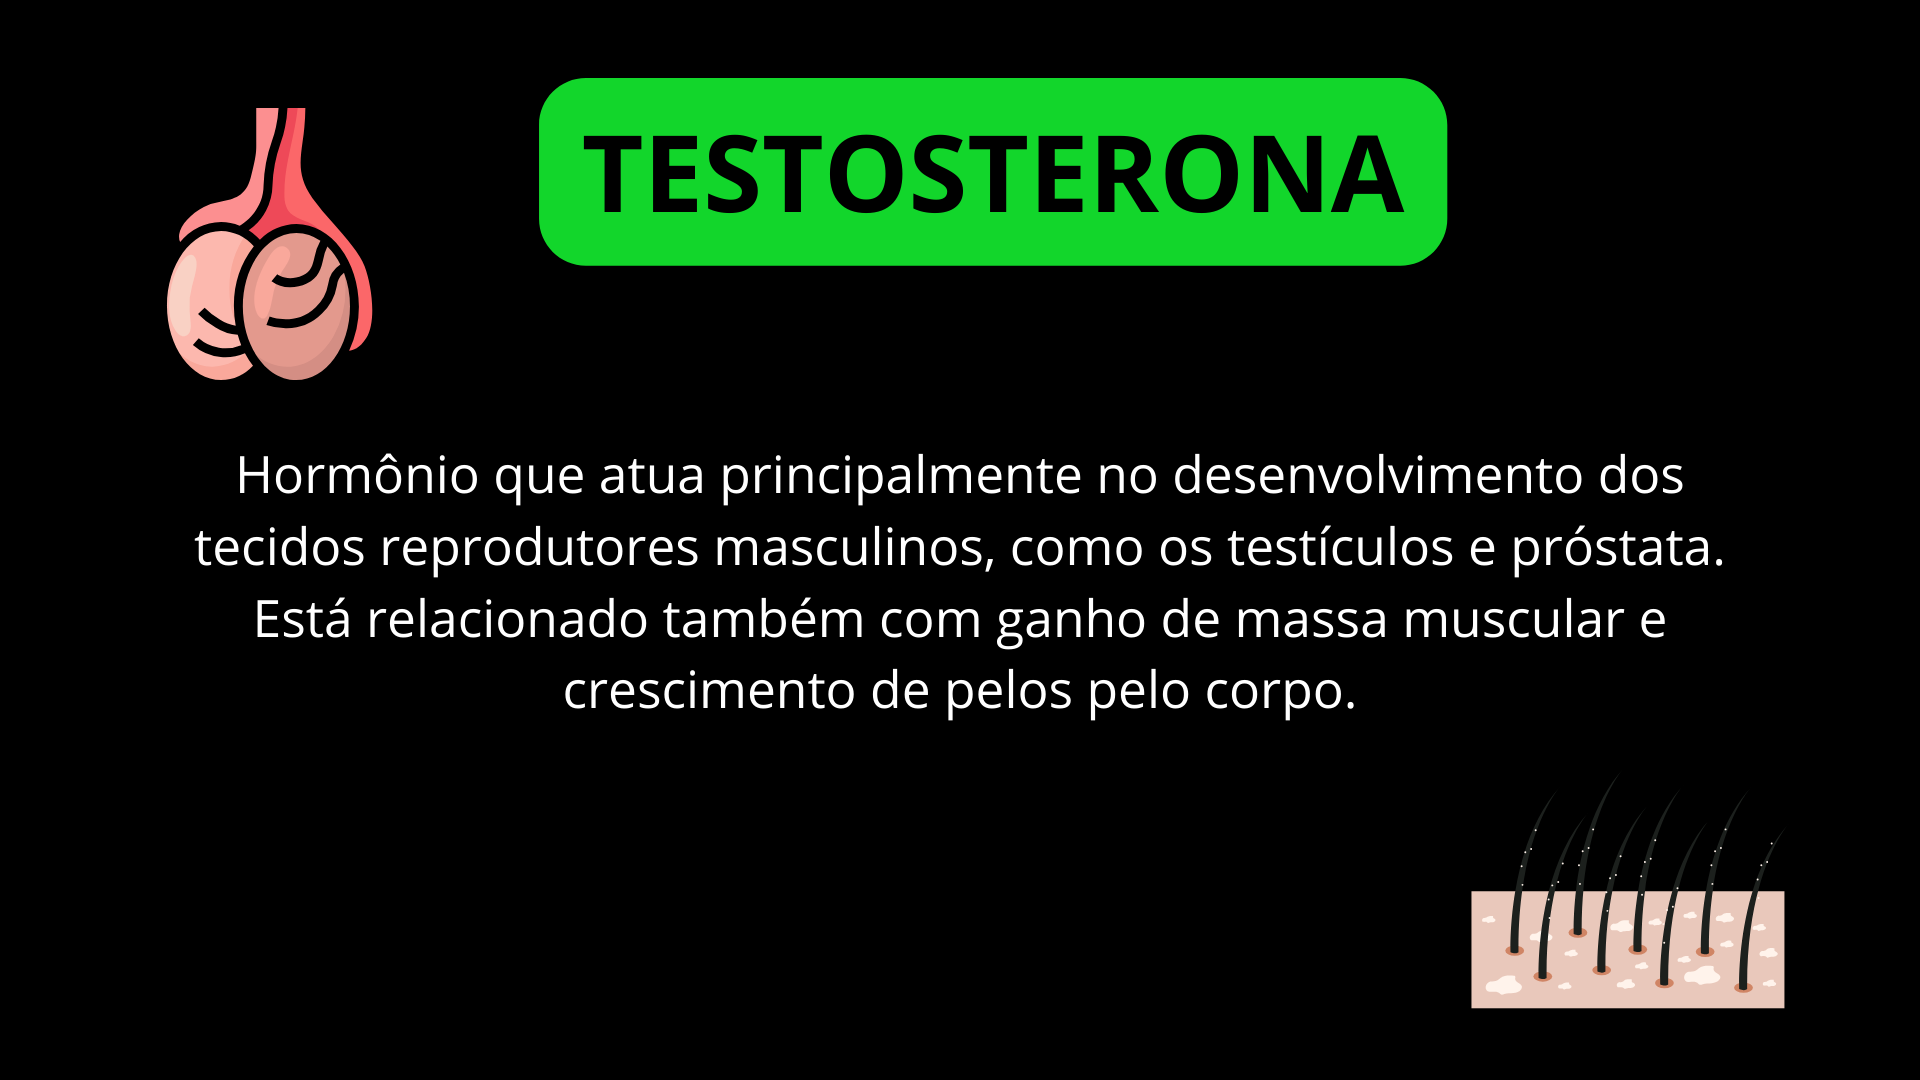 TESTOSTERONA
Hormônio que atua principalmente no desenvolvimento dos
tecidos reprodutores masculinos, como os testículos e próstata.
Está relacionado também com ganho de massa muscular e
crescimento de pelos pelo corpo.